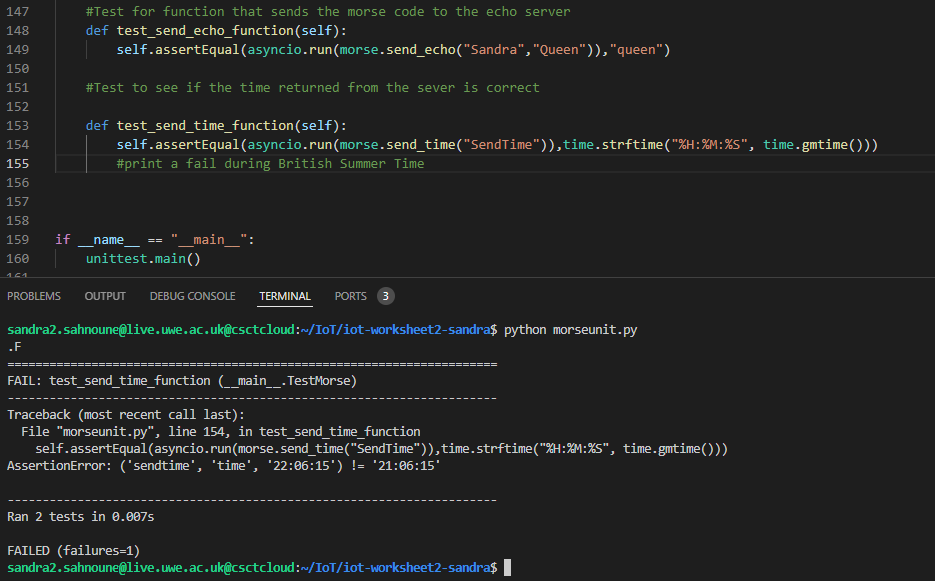 147 #Test for function that sends the morse code to the echo server
148 def test_send_echo_function(self):
149 self.assertEqual(asyncio.run(morse.send_echo("Sandra","Queen")),"queen")
150
151 #Test to see if the time returned from the sever is correct
152
153 def test_send_time_function(self):
154 self.assertEqual(asyncio.run(morse.send_time("SendTime")),time.strftime("%H:%M:%S", time.gmtime()))
155 #print a fail during British Summer Time
156
157
158
159 if __name__ == "__main__":
160 unittest.main()
161
PROBLEMS OUTPUT DEBUG CONSOLE TERMINAL PORTS 3
sandra2.sahnoune@live.uwe.ac.uk@csctcloud:~/IoT/iot-worksheet2-sandra$ python morseunit.py
.F
======================================================================
FAIL: test_send_time_function (__main__.TestMorse)
----------------------------------------------------------------------
Traceback (most recent call last):
File "morseunit.py", line 154, in test_send_time_function
self.assertEqual(asyncio.run(morse.send_time("SendTime")),time.strftime("%H:%M:%S", time.gmtime()))
AssertionError: ('sendtime', 'time', '22:06:15') != '21:06:15'
----------------------------------------------------------------------
Ran 2 tests in 0.007s
FAILED (failures=1)
sandra2.sahnoune@live.uwe.ac.uk@csctcloud:~/IoT/iot-worksheet2-sandra$